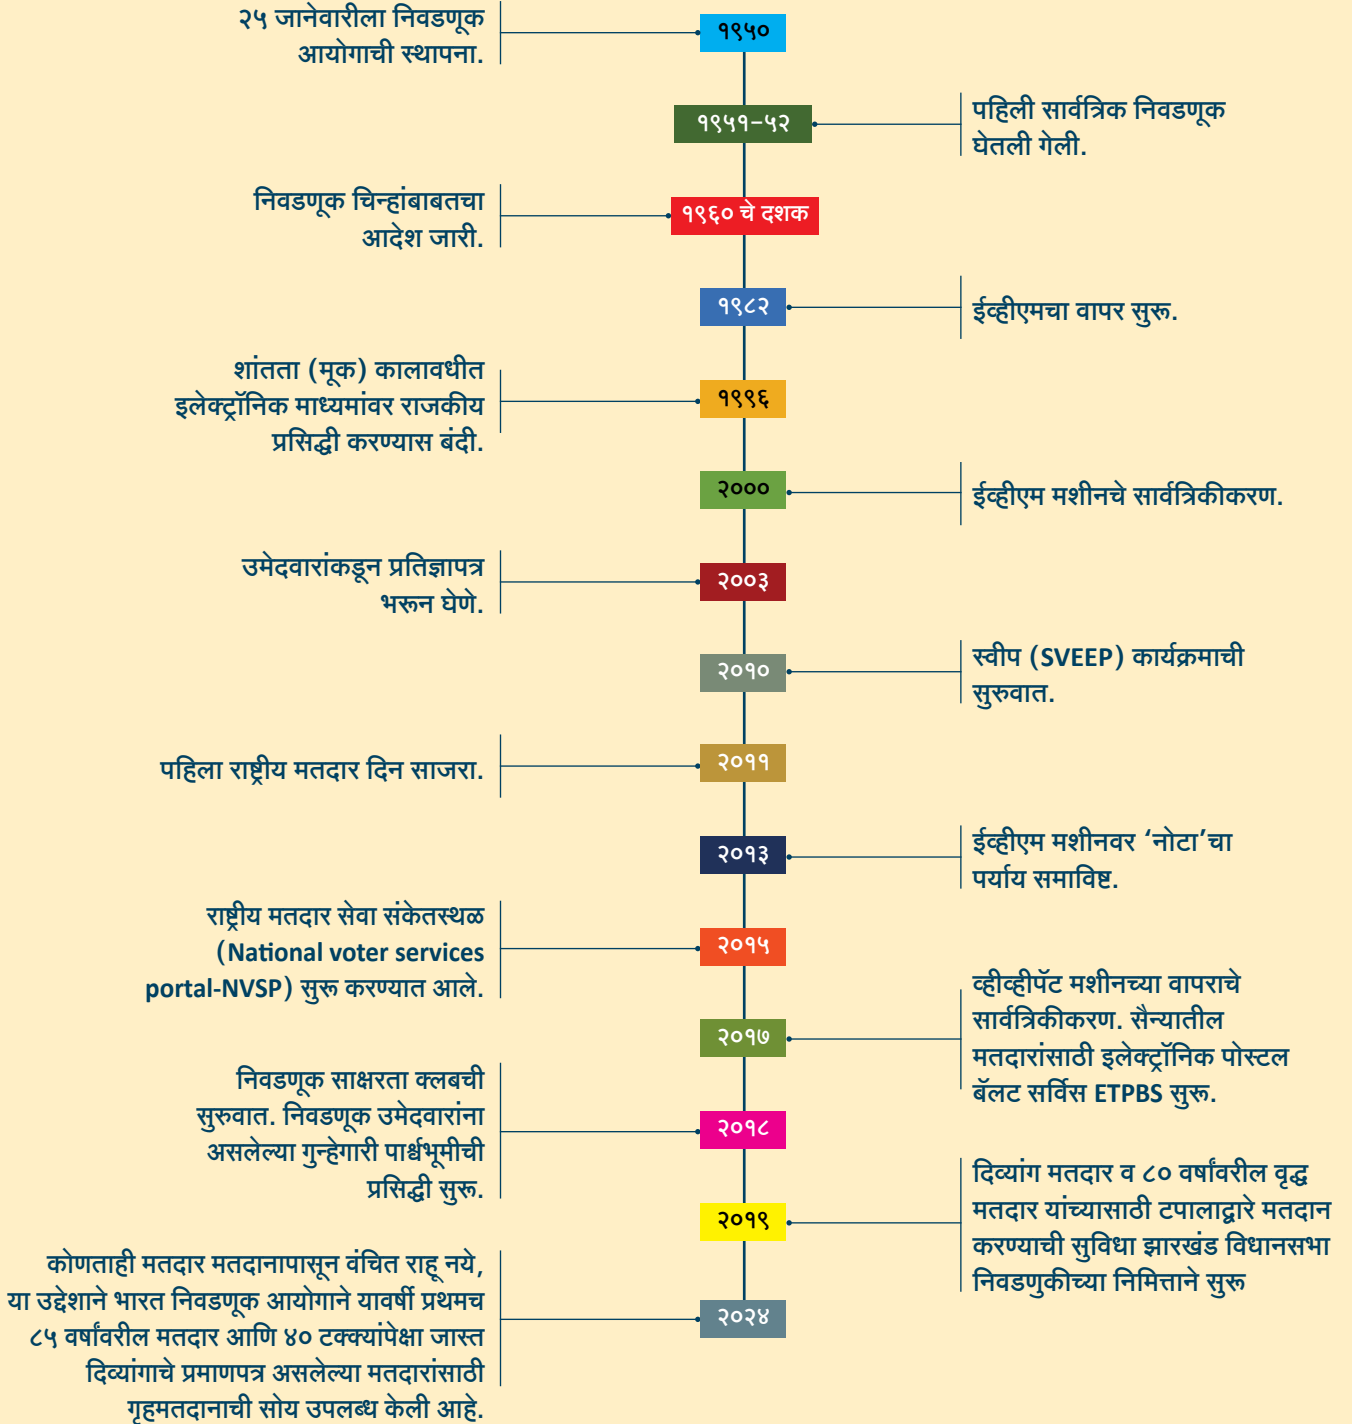 २५ जानेवारीला निवडणूक
आयोगाची स्थापना.
१९५०
१९५१-५२
पहिली सार्वत्रिक निवडणूक
घेतली गेली.
निवडणूक चिन्हांबाबतचा
आदेश जारी.
१९६० चे दशक
१९८२
ईव्हीएमचा वापर सुरू.
शांतता (मूक) कालावधीत
इलेक्ट्रॉनिक माध्यमांवर राजकीय
प्रसिद्धी करण्यास बंदी.
१९९६
२०००
ईव्हीएम मशीनचे सार्वत्रिकीकरण.
उमेदवारांकडून प्रतिज्ञापत्र
भरून घेणे.
२००३
२०१०
स्वीप (SVEEP) कार्यक्रमाची
सुरुवात.
पहिला राष्ट्रीय मतदार दिन साजरा.
२०११
२०१३
ईव्हीएम मशीनवर ‘नोटा’चा
पर्याय समाविष्ट.
राष्ट्रीय मतदार सेवा संकेतस्थळ
(National voter services
portal-NVSP) सुरू करण्यात आले.
२०१५
२०१७
व्हीव्हीपॅट मशीनच्या वापराचे
सार्वत्रिकीकरण. सैन्यातील
मतदारांसाठी इलेक्ट्रॉनिक पोस्टल
बॅलट सर्विस ETPBS सुरू.
निवडणूक साक्षरता क्लबची
सुरुवात. निवडणूक उमेदवारांना
असलेल्या गुन्हेगारी पार्श्वभूमीची
प्रसिद्धी सुरू.
२०१८
२०१९
दिव्यांग मतदार व ८० वर्षांवरील वृद्ध
मतदार यांच्यासाठी टपालाद्वारे मतदान
करण्याची सुविधा झारखंड विधानसभा
निवडणुकीच्या निमित्ताने सुरू
कोणताही मतदार मतदानापासून वंचित राहू नये,
या उद्देशाने भारत निवडणूक आयोगाने यावर्षी प्रथमच
८५ वर्षांवरील मतदार आणि ४० टक्क्यांपेक्षा जास्त
दिव्यांगाचे प्रमाणपत्र असलेल्या मतदारांसाठी
गृहमतदानाची सोय उपलब्ध केली आहे.
२०२४